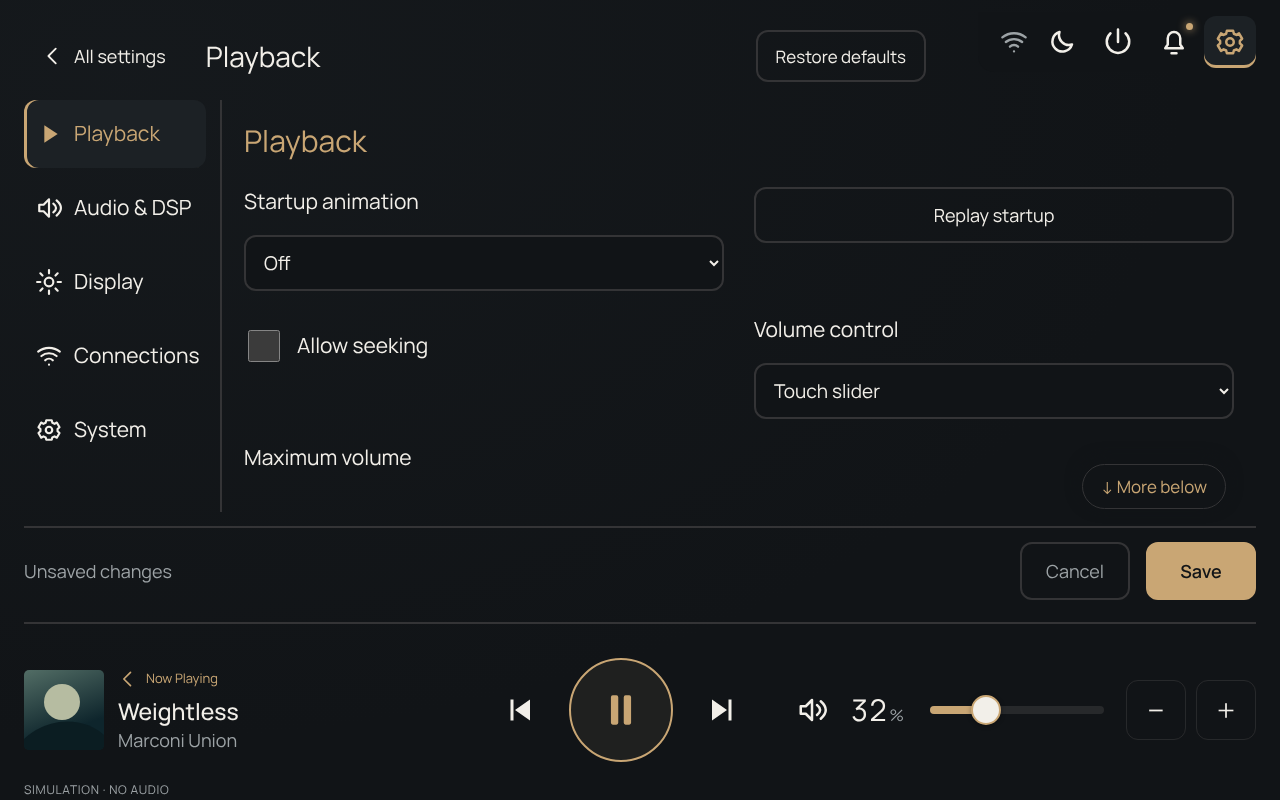 All settings
Playback
Restore defaults
Playback
Audio & DSP
Display
Connections
System
Playback
Startup animation
Off
Replay startup
Allow seeking
Volume control
Touch slider
Maximum volume
↓ More below
Unsaved changes
Cancel
Save
Now Playing
Weightless
Marconi Union
32%
SIMULATION · NO AUDIO